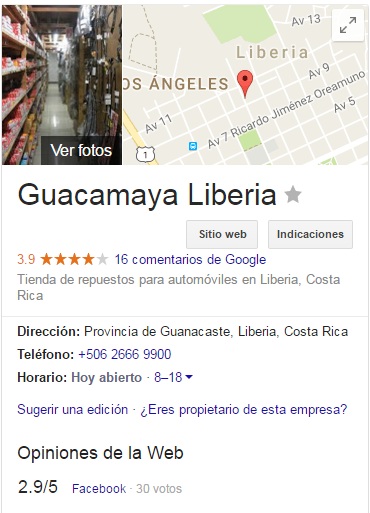 Av 13
Liberia
Av 9
OS ÁNGELES
Av 7 Ricardo Jiménez Oreamuno
Av 5
Av 11
1
Ver fotos
Guacamaya Liberia
Sitio web
Indicaciones
3.9 16 comentarios de Google
Tienda de repuestos para automóviles en Liberia, Costa
Rica
Dirección: Provincia de Guanacaste, Liberia, Costa Rica
Teléfono: +506 2666 9900
Horario: Hoy abierto · 8–18
Sugerir una edición · ¿Eres propietario de esta empresa?
Opiniones de la Web
2.9/5 Facebook · 30 votos